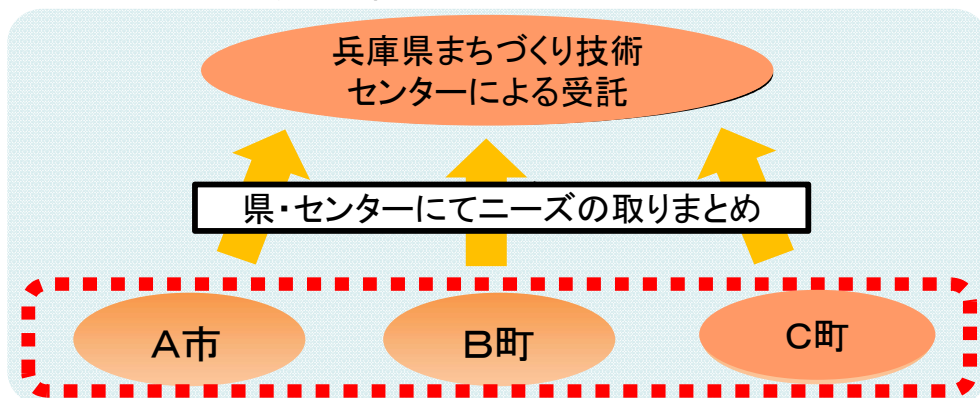 兵庫県まちづくり技術
センターによる受託
県・センターにてニーズの取りまとめ
A市
B町
C町